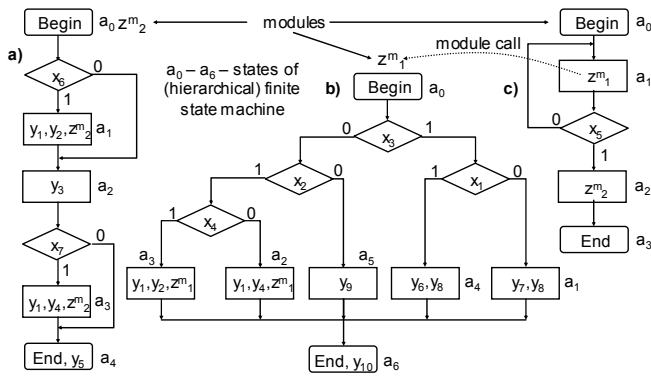 Begin a₀ zᵐ₂
modules
Begin a₀
a)
x₆ 0
1
y₁, y₂, zᵐ₂ a₁
y₃ a₂
x₇ 0
1
y₁, y₄, zᵐ₂ a₃
End, y₅ a₄
a₀ – a₆ – states of
(hierarchical) finite
state machine
zᵐ₁
module call
b) Begin a₀
0 x₃ 1
1 x₂ 0
1 x₁ 0
1 x₄ 0
a₃ a₂ a₅
y₁, y₂, zᵐ₁
y₁, y₄, zᵐ₁
y₉
y₆, y₈ a₄
y₇, y₈ a₁
End, y₁₀ a₆
c)
zᵐ₁ a₁
0 x₅
1
zᵐ₂ a₂
End a₃